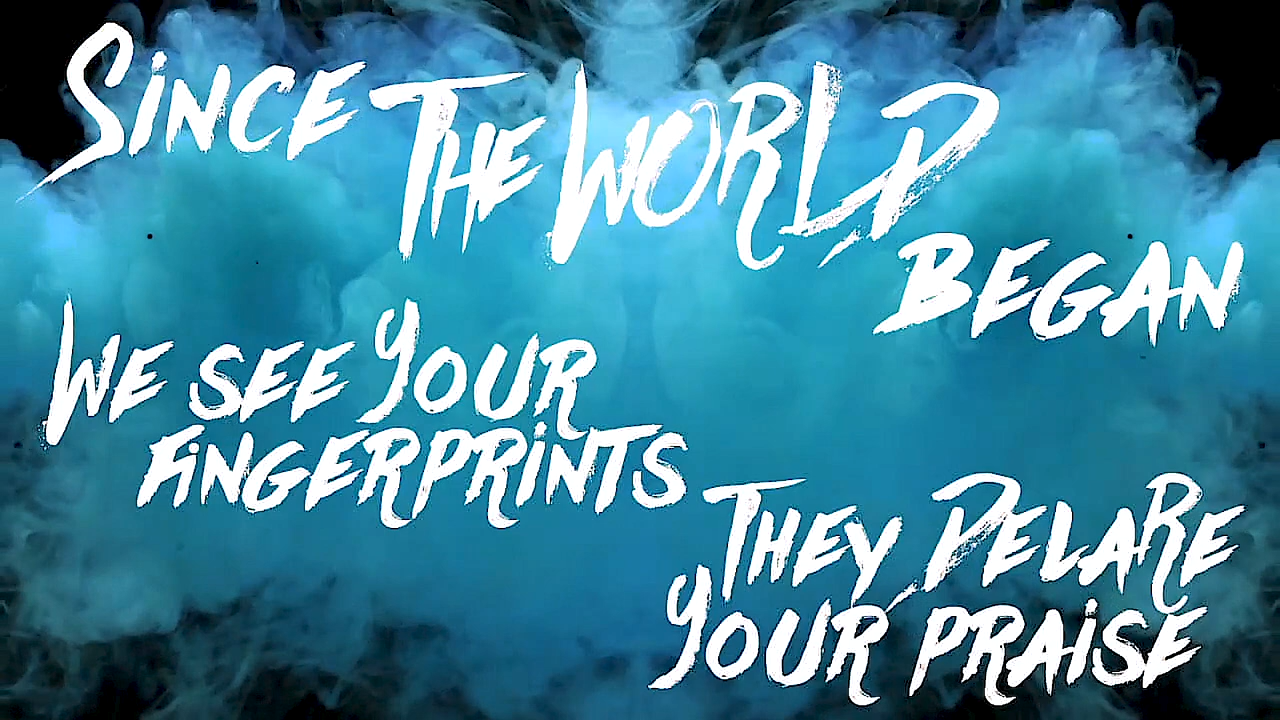 Since The World
Began
We see Your
fingerprints
They Delare
Your praise